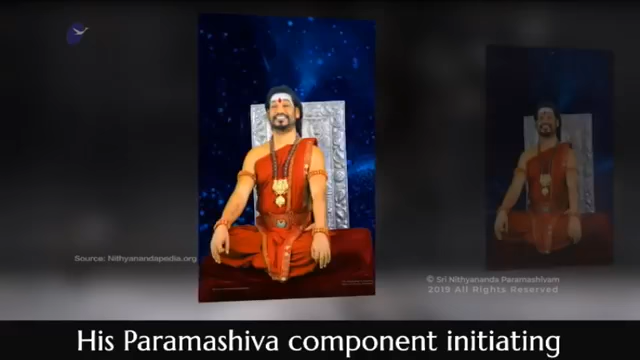 Source: Nithyanandapedia.org
© Sri Nithyananda Paramashivam
2019 All Rights Reserved
His Paramashiva component initiating